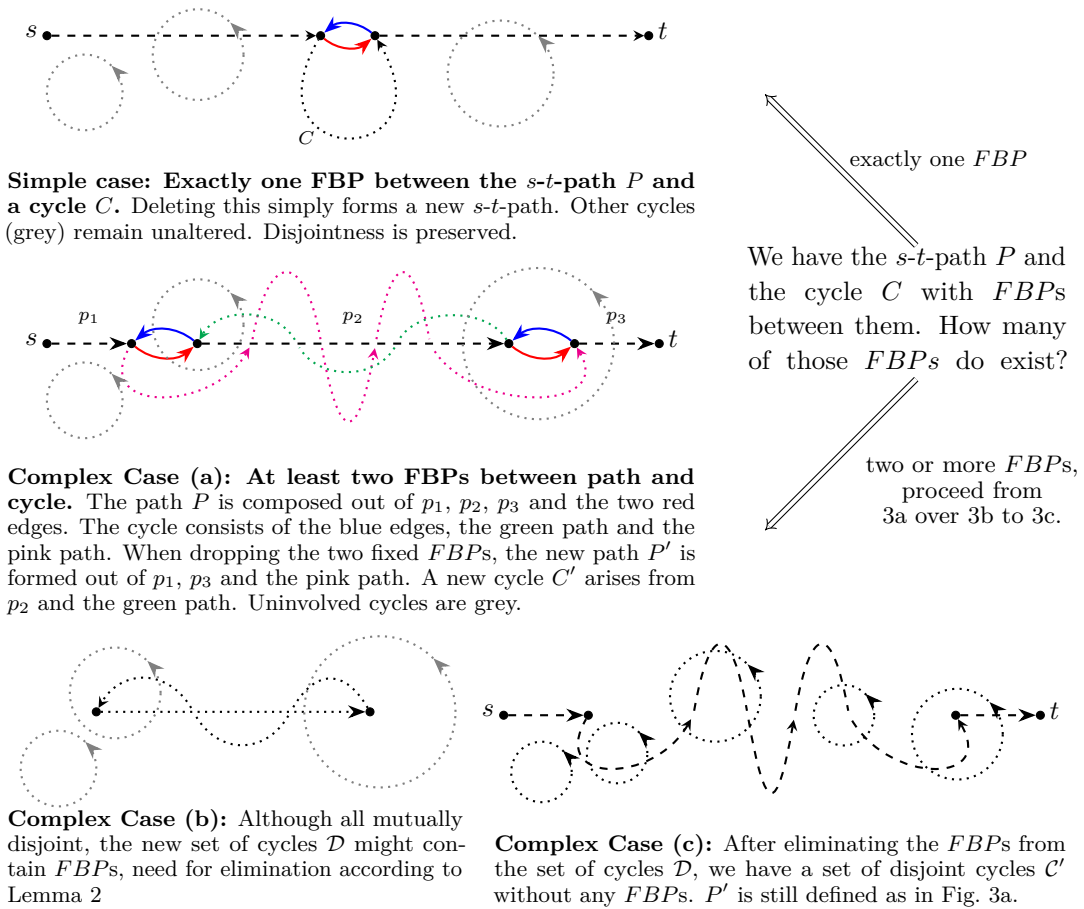 s
t
C
Simple case: Exactly one FBP between the s-t-path P and
a cycle C. Deleting this simply forms a new s-t-path. Other cycles
(grey) remain unaltered. Disjointness is preserved.
exactly one FBP
We have the s-t-path P and
the cycle C with FBPs
between them. How many
of those FBPs do exist?
two or more FBPs,
proceed from
3a over 3b to 3c.
s
p₁
p₂
p₃
t
Complex Case (a): At least two FBPs between path and
cycle. The path P is composed out of p₁, p₂, p₃ and the two red
edges. The cycle consists of the blue edges, the green path and the
pink path. When dropping the two fixed FBPs, the new path P′ is
formed out of p₁, p₃ and the pink path. A new cycle C′ arises from
p₂ and the green path. Uninvolved cycles are grey.
Complex Case (b): Although all mutually
disjoint, the new set of cycles 𝒟 might con-
tain FBPs, need for elimination according to
Lemma 2
s
t
Complex Case (c): After eliminating the FBPs from
the set of cycles 𝒟, we have a set of disjoint cycles 𝒞′
without any FBPs. P′ is still defined as in Fig. 3a.